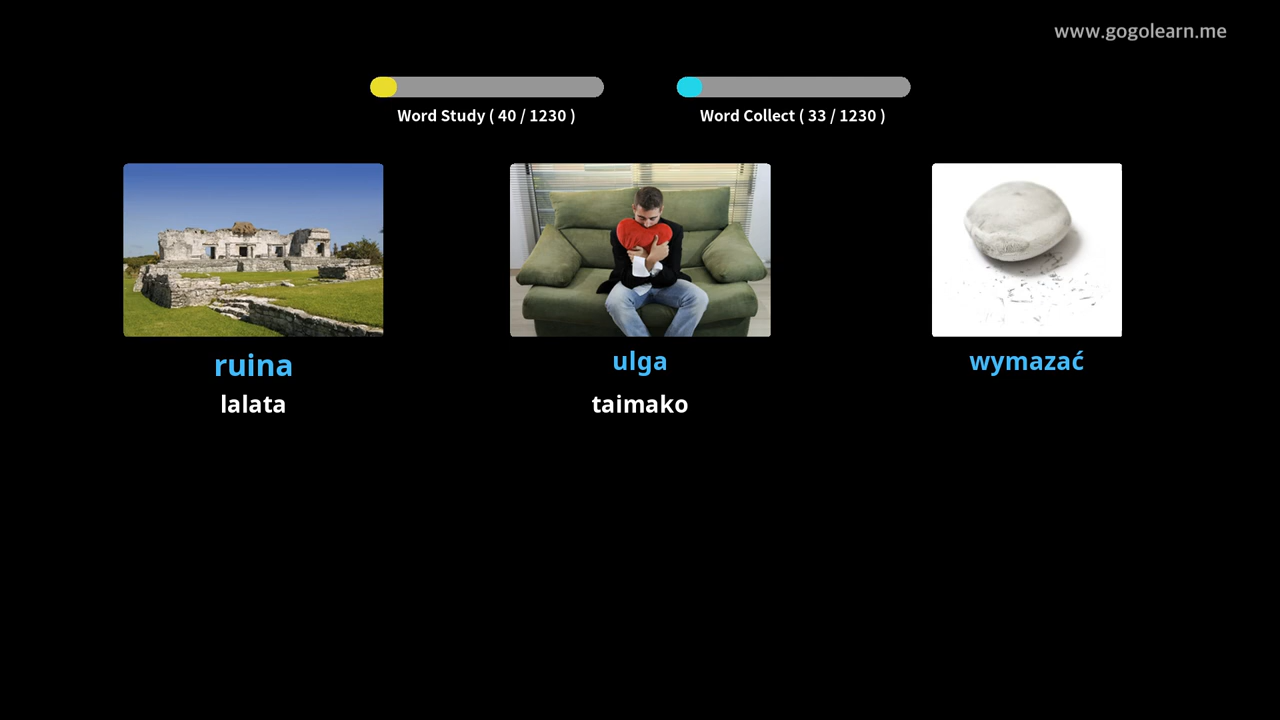 www.gogolearn.me
Word Study ( 40 / 1230 )
Word Collect ( 33 / 1230 )
ruina
ulga
wymazać
lalata
taimako